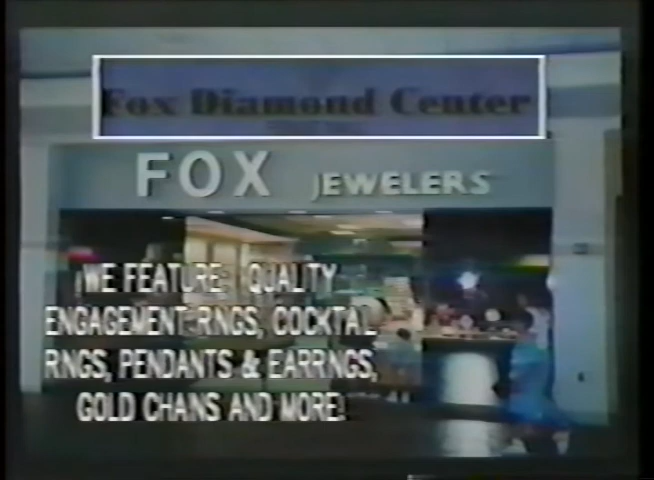 Fox Diamond Center
FOX JEWELERS
WE FEATURE: QUALITY
ENGAGEMENT RNGS, COCKTAL
RNGS, PENDANTS & EARRNGS,
GOLD CHANS AND MORE!